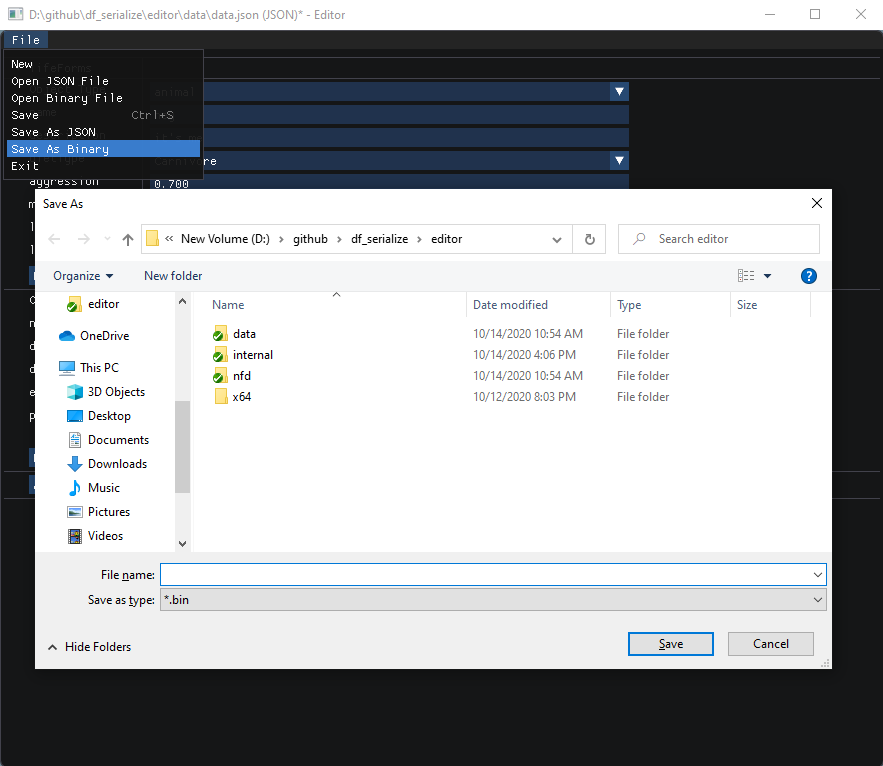 D:\github\df_serialize\editor\data\data.json (JSON)* - Editor
File
New
Open JSON File
Open Binary File
Save Ctrl+S
Save As JSON
Save As Binary
Exit
animal
Carnivore
aggression 0.700
Save As
« New Volume (D:) › github › df_serialize › editor
Search editor
Organize New folder
?
editor
OneDrive
This PC
3D Objects
Desktop
Documents
Downloads
Music
Pictures
Videos
Name Date modified Type Size
data 10/14/2020 10:54 AM File folder
internal 10/14/2020 4:06 PM File folder
nfd 10/14/2020 10:54 AM File folder
x64 10/12/2020 8:03 PM File folder
File name:
Save as type: *.bin
Hide Folders
Save Cancel